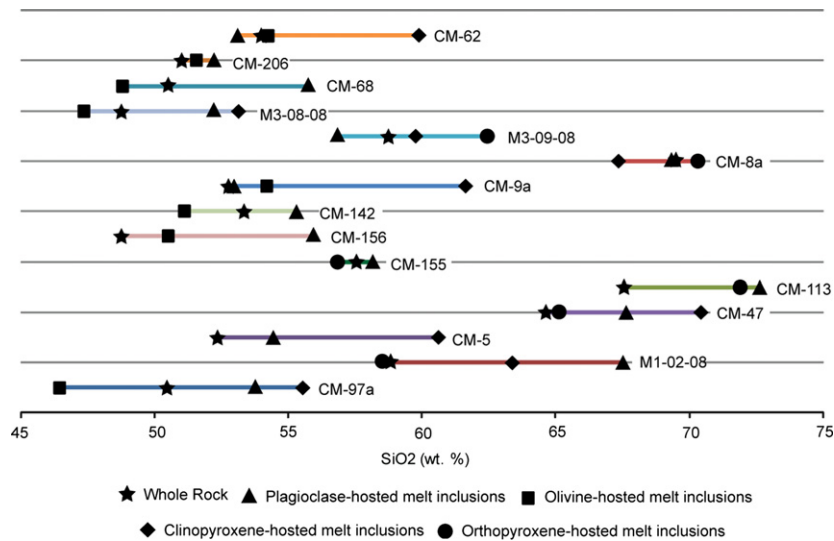 CM-62
CM-206
CM-68
M3-08-08
M3-09-08
CM-8a
CM-9a
CM-142
CM-156
CM-155
CM-113
CM-47
CM-5
M1-02-08
CM-97a
45 50 55 60 65 70 75
SiO2 (wt. %)
Whole Rock Plagioclase-hosted melt inclusions Olivine-hosted melt inclusions
Clinopyroxene-hosted melt inclusions Orthopyroxene-hosted melt inclusions